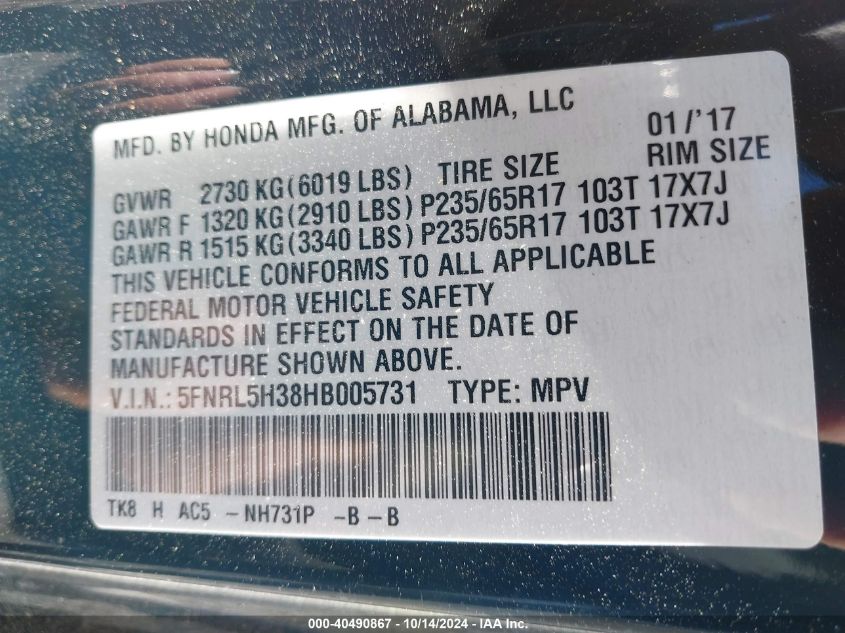 MFD. BY HONDA MFG. OF ALABAMA, LLC 01/'17
GVWR 2730 KG(6019 LBS) TIRE SIZE RIM SIZE
GAWR F 1320 KG(2910 LBS) P235/65R17 103T 17X7J
GAWR R 1515 KG(3340 LBS) P235/65R17 103T 17X7J
THIS VEHICLE CONFORMS TO ALL APPLICABLE
FEDERAL MOTOR VEHICLE SAFETY
STANDARDS IN EFFECT ON THE DATE OF
MANUFACTURE SHOWN ABOVE.
V.I.N.: 5FNRL5H38HB005731 TYPE: MPV
TK8 H AC5 -NH731P -B-B
000-40490867 - 10/14/2024 - IAA Inc.